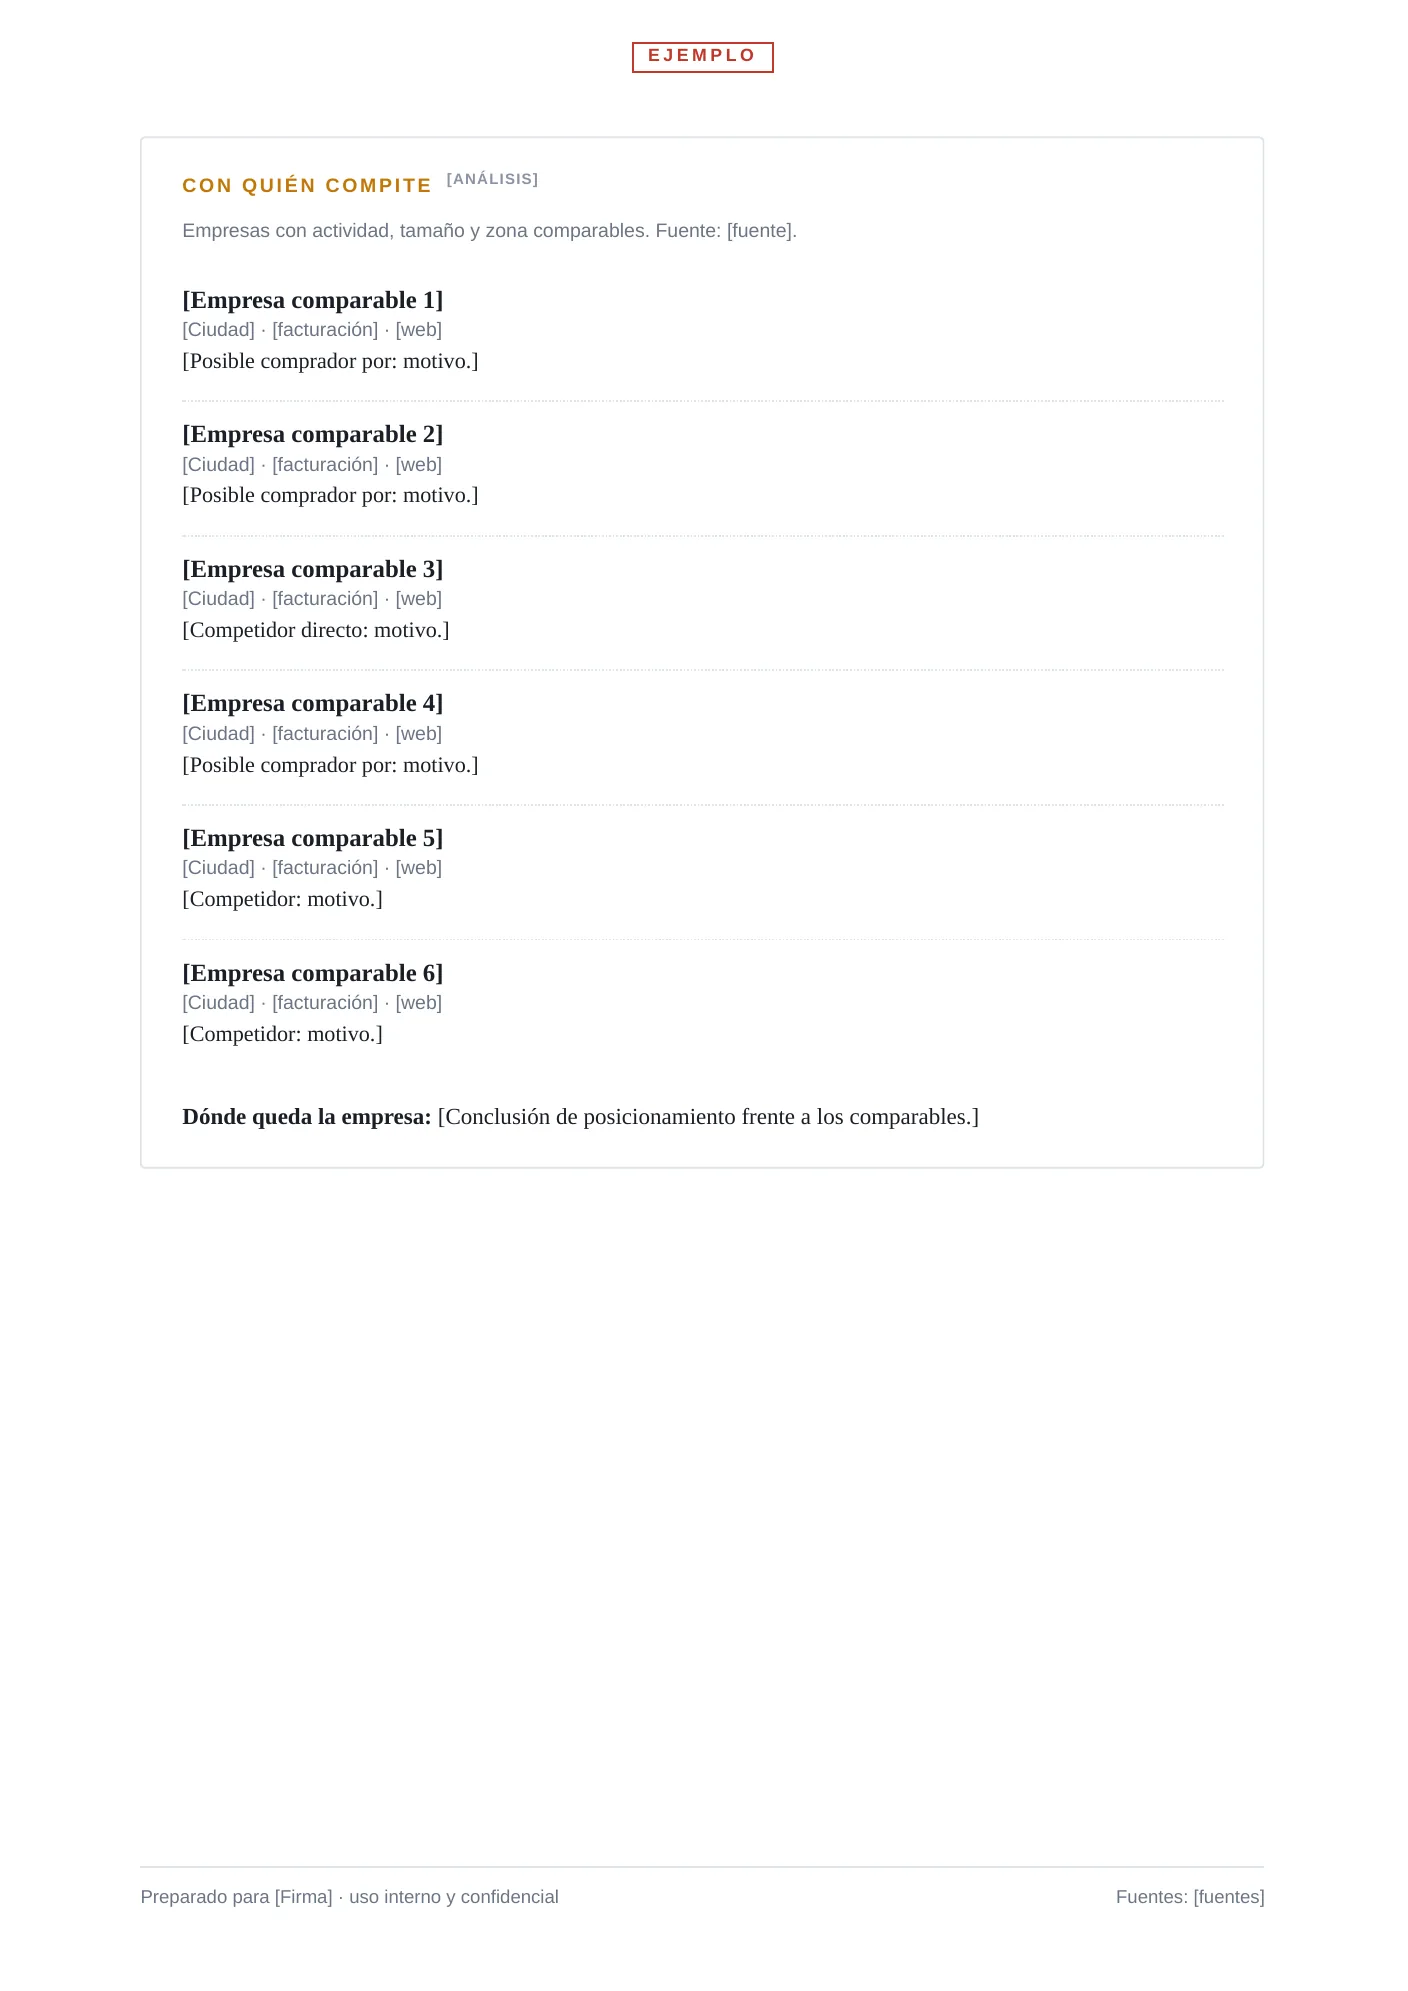 EJEMPLO
CON QUIÉN COMPITE [ANÁLISIS]
Empresas con actividad, tamaño y zona comparables. Fuente: [fuente].
[Empresa comparable 1]
[Ciudad] · [facturación] · [web]
[Posible comprador por: motivo.]
[Empresa comparable 2]
[Ciudad] · [facturación] · [web]
[Posible comprador por: motivo.]
[Empresa comparable 3]
[Ciudad] · [facturación] · [web]
[Competidor directo: motivo.]
[Empresa comparable 4]
[Ciudad] · [facturación] · [web]
[Posible comprador por: motivo.]
[Empresa comparable 5]
[Ciudad] · [facturación] · [web]
[Competidor: motivo.]
[Empresa comparable 6]
[Ciudad] · [facturación] · [web]
[Competidor: motivo.]
Dónde queda la empresa: [Conclusión de posicionamiento frente a los comparables.]
Preparado para [Firma] · uso interno y confidencial
Fuentes: [fuentes]